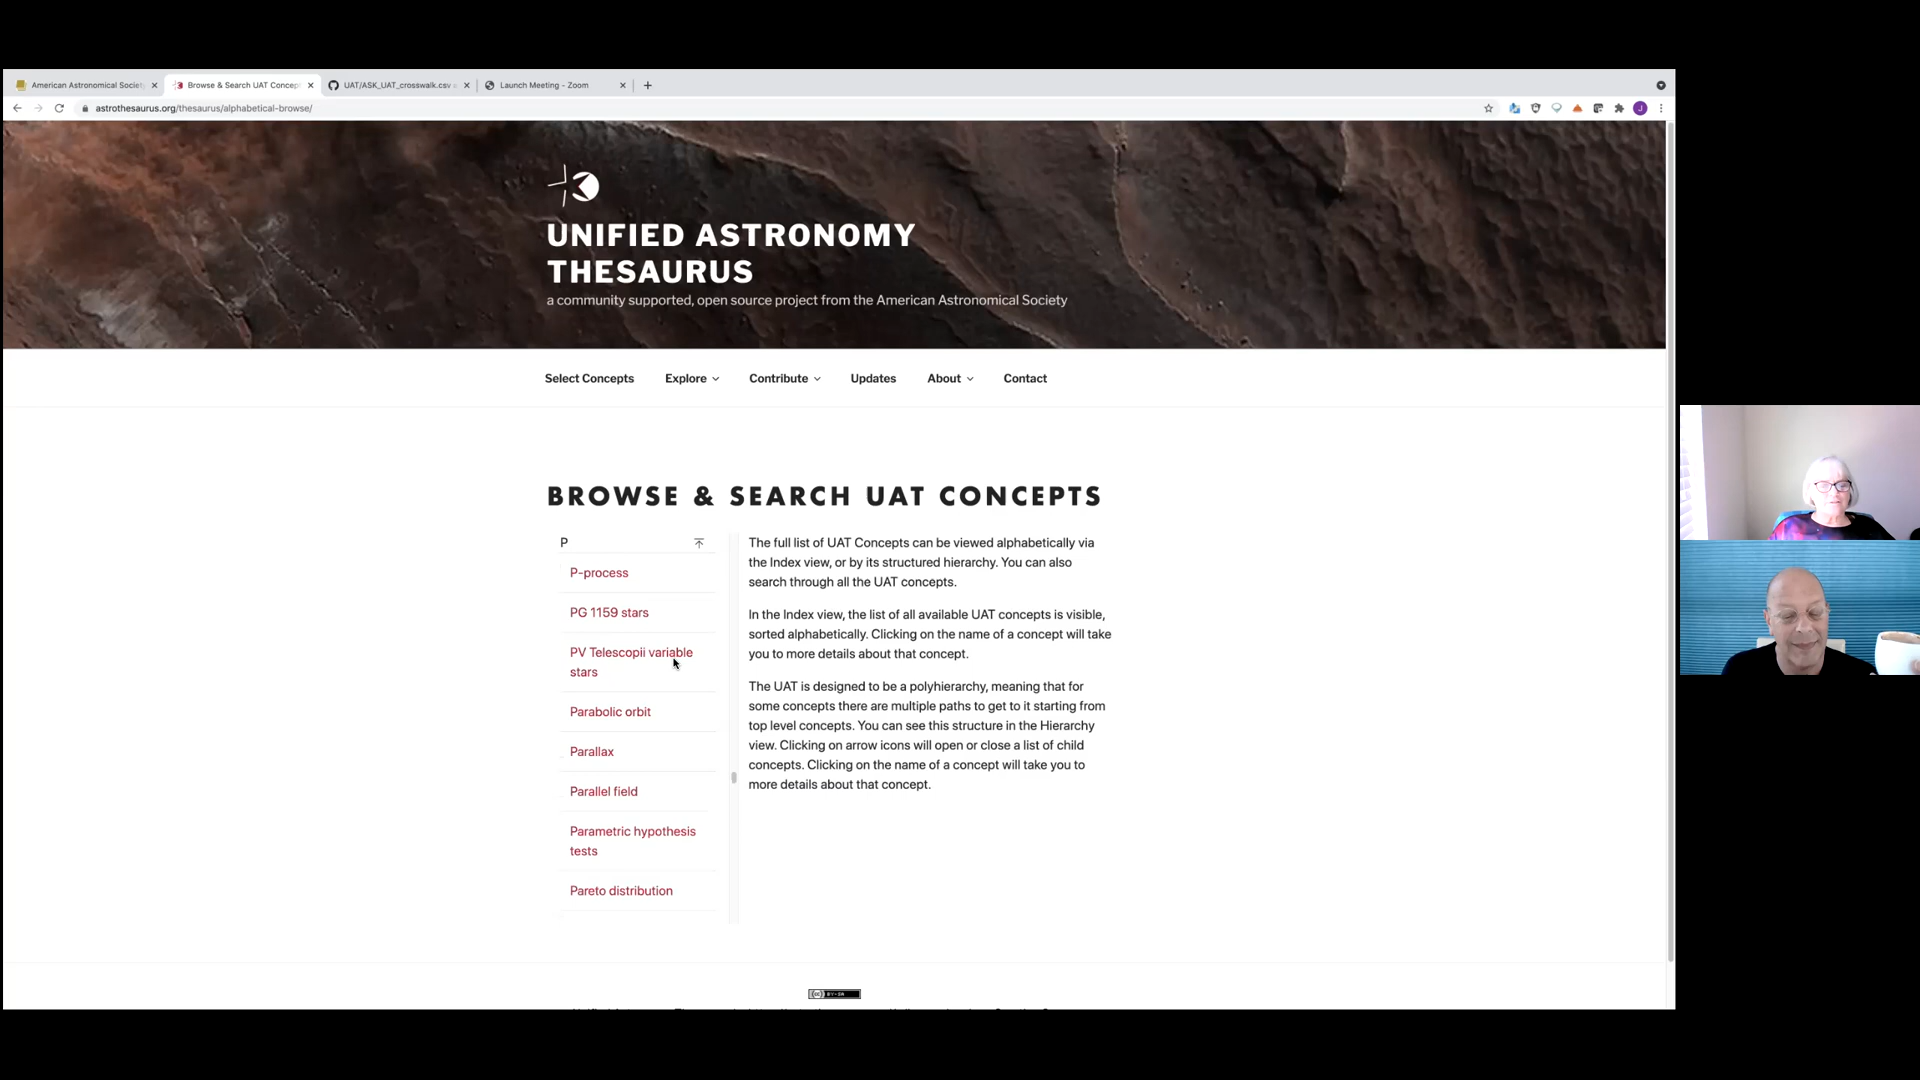 American Astronomical Societ
Browse & Search UAT Concep
UAT/ASK_UAT_crosswalk.csv
Launch Meeting - Zoom
astrothesaurus.org/thesaurus/alphabetical-browse/
J
UNIFIED ASTRONOMY
THESAURUS
a community supported, open source project from the American Astronomical Society
Select Concepts
Explore
Contribute
Updates
About
Contact
BROWSE & SEARCH UAT CONCEPTS
P
P-process
PG 1159 stars
PV Telescopii variable
stars
Parabolic orbit
Parallax
Parallel field
Parametric hypothesis
tests
Pareto distribution
The full list of UAT Concepts can be viewed alphabetically via
the Index view, or by its structured hierarchy. You can also
search through all the UAT concepts.
In the Index view, the list of all available UAT concepts is visible,
sorted alphabetically. Clicking on the name of a concept will take
you to more details about that concept.
The UAT is designed to be a polyhierarchy, meaning that for
some concepts there are multiple paths to get to it starting from
top level concepts. You can see this structure in the Hierarchy
view. Clicking on arrow icons will open or close a list of child
concepts. Clicking on the name of a concept will take you to
more details about that concept.
CC BY-SA